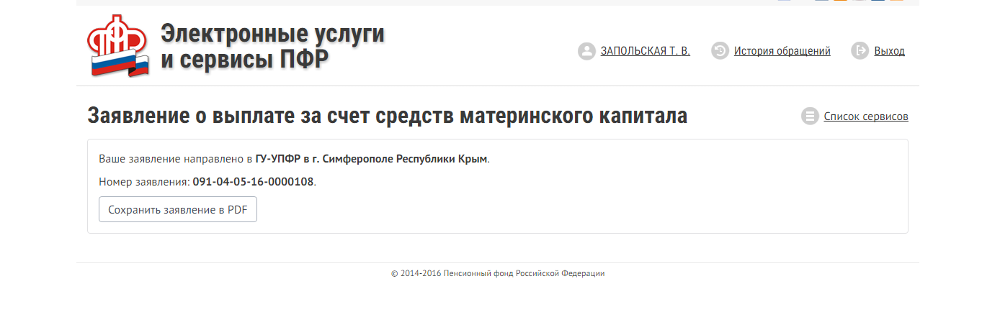 Электронные услуги
и сервисы ПФР
ЗАПОЛЬСКАЯ Т. В.
История обращений
Выход
Заявление о выплате за счет средств материнского капитала
Список сервисов
Ваше заявление направлено в ГУ-УПФР в г. Симферополе Республики Крым.
Номер заявления: 091-04-05-16-0000108.
Сохранить заявление в PDF
© 2014-2016 Пенсионный фонд Российской Федерации